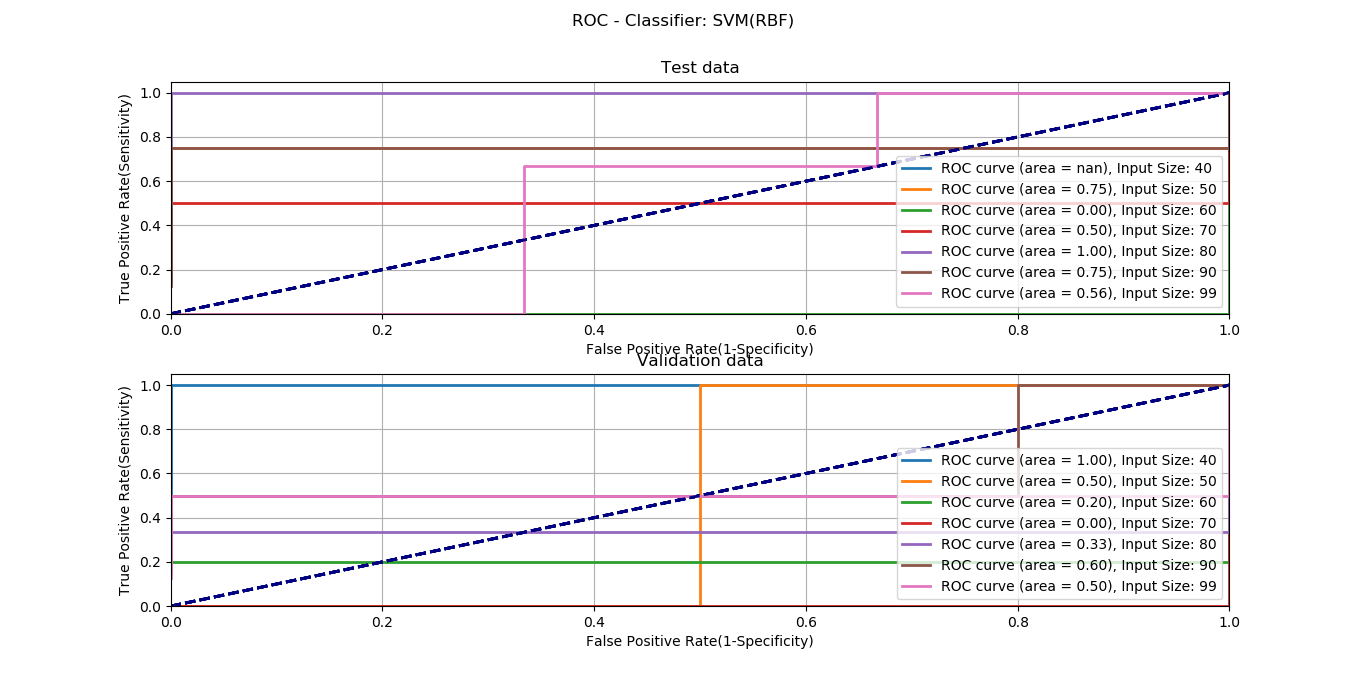 ROC - Classifier: SVM(RBF)
Test data
True Positive Rate(Sensitivity)
1.0
0.8
0.6
0.4
0.2
0.0
ROC curve (area = nan), Input Size: 40
ROC curve (area = 0.75), Input Size: 50
ROC curve (area = 0.00), Input Size: 60
ROC curve (area = 0.50), Input Size: 70
ROC curve (area = 1.00), Input Size: 80
ROC curve (area = 0.75), Input Size: 90
ROC curve (area = 0.56), Input Size: 99
0.0 0.2 0.4 0.6 0.8 1.0
False Positive Rate(1-Specificity)
Validation data
True Positive Rate(Sensitivity)
1.0
0.8
0.6
0.4
0.2
0.0
ROC curve (area = 1.00), Input Size: 40
ROC curve (area = 0.50), Input Size: 50
ROC curve (area = 0.20), Input Size: 60
ROC curve (area = 0.00), Input Size: 70
ROC curve (area = 0.33), Input Size: 80
ROC curve (area = 0.60), Input Size: 90
ROC curve (area = 0.50), Input Size: 99
0.0 0.2 0.4 0.6 0.8 1.0
False Positive Rate(1-Specificity)